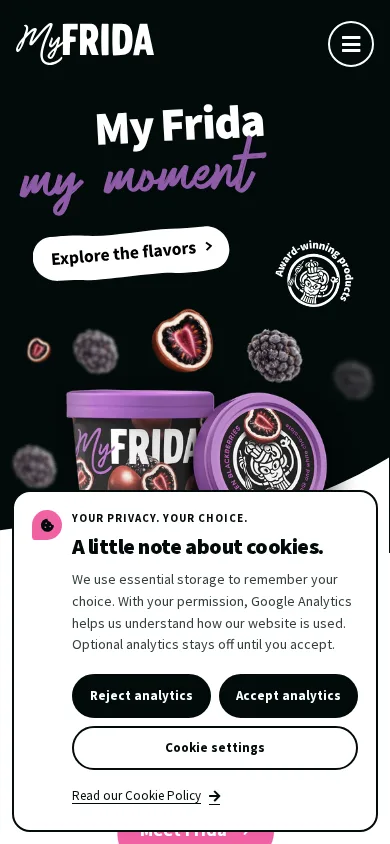 MyFRIDA
My Frida
my moment
Explore the flavors
Award-winning products
MyFRIDA
BLACKBERRIES
YOUR PRIVACY. YOUR CHOICE.
A little note about cookies.
We use essential storage to remember your
choice. With your permission, Google Analytics
helps us understand how our website is used.
Optional analytics stays off until you accept.
Reject analytics
Accept analytics
Cookie settings
Read our Cookie Policy
Meet Frida